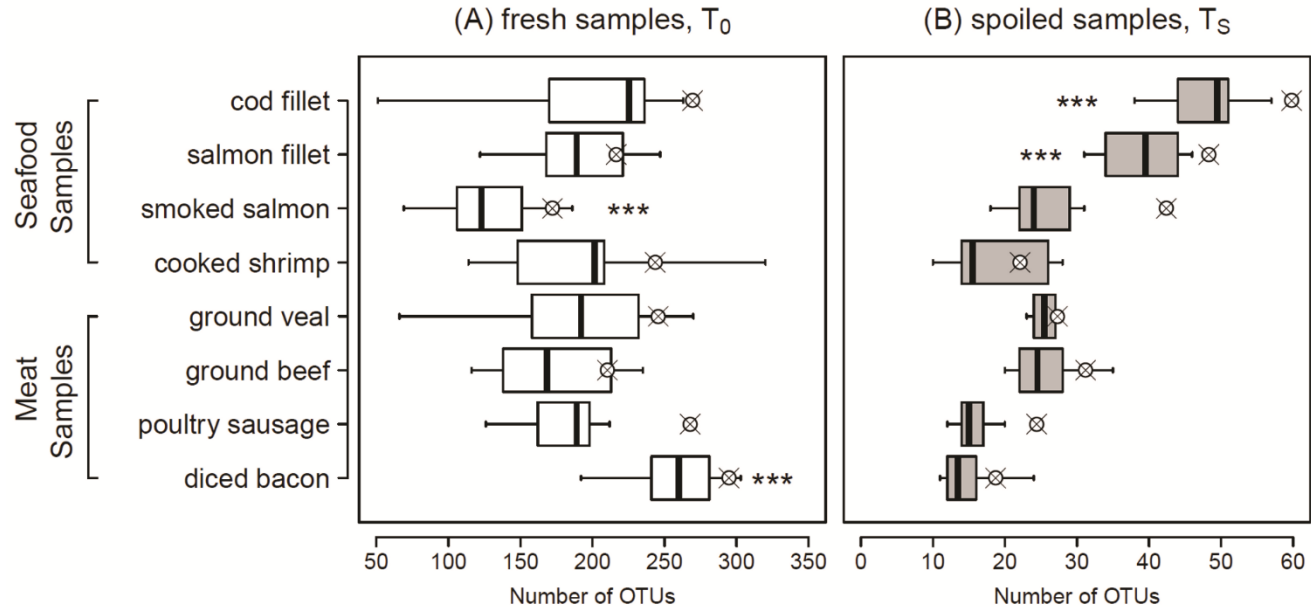 (A) fresh samples, T0
(B) spoiled samples, TS
Seafood
Samples
cod fillet
salmon fillet
smoked salmon
cooked shrimp
Meat
Samples
ground veal
ground beef
poultry sausage
diced bacon
***
***
***
***
50 100 150 200 250 300 350
Number of OTUs
0 10 20 30 40 50 60
Number of OTUs